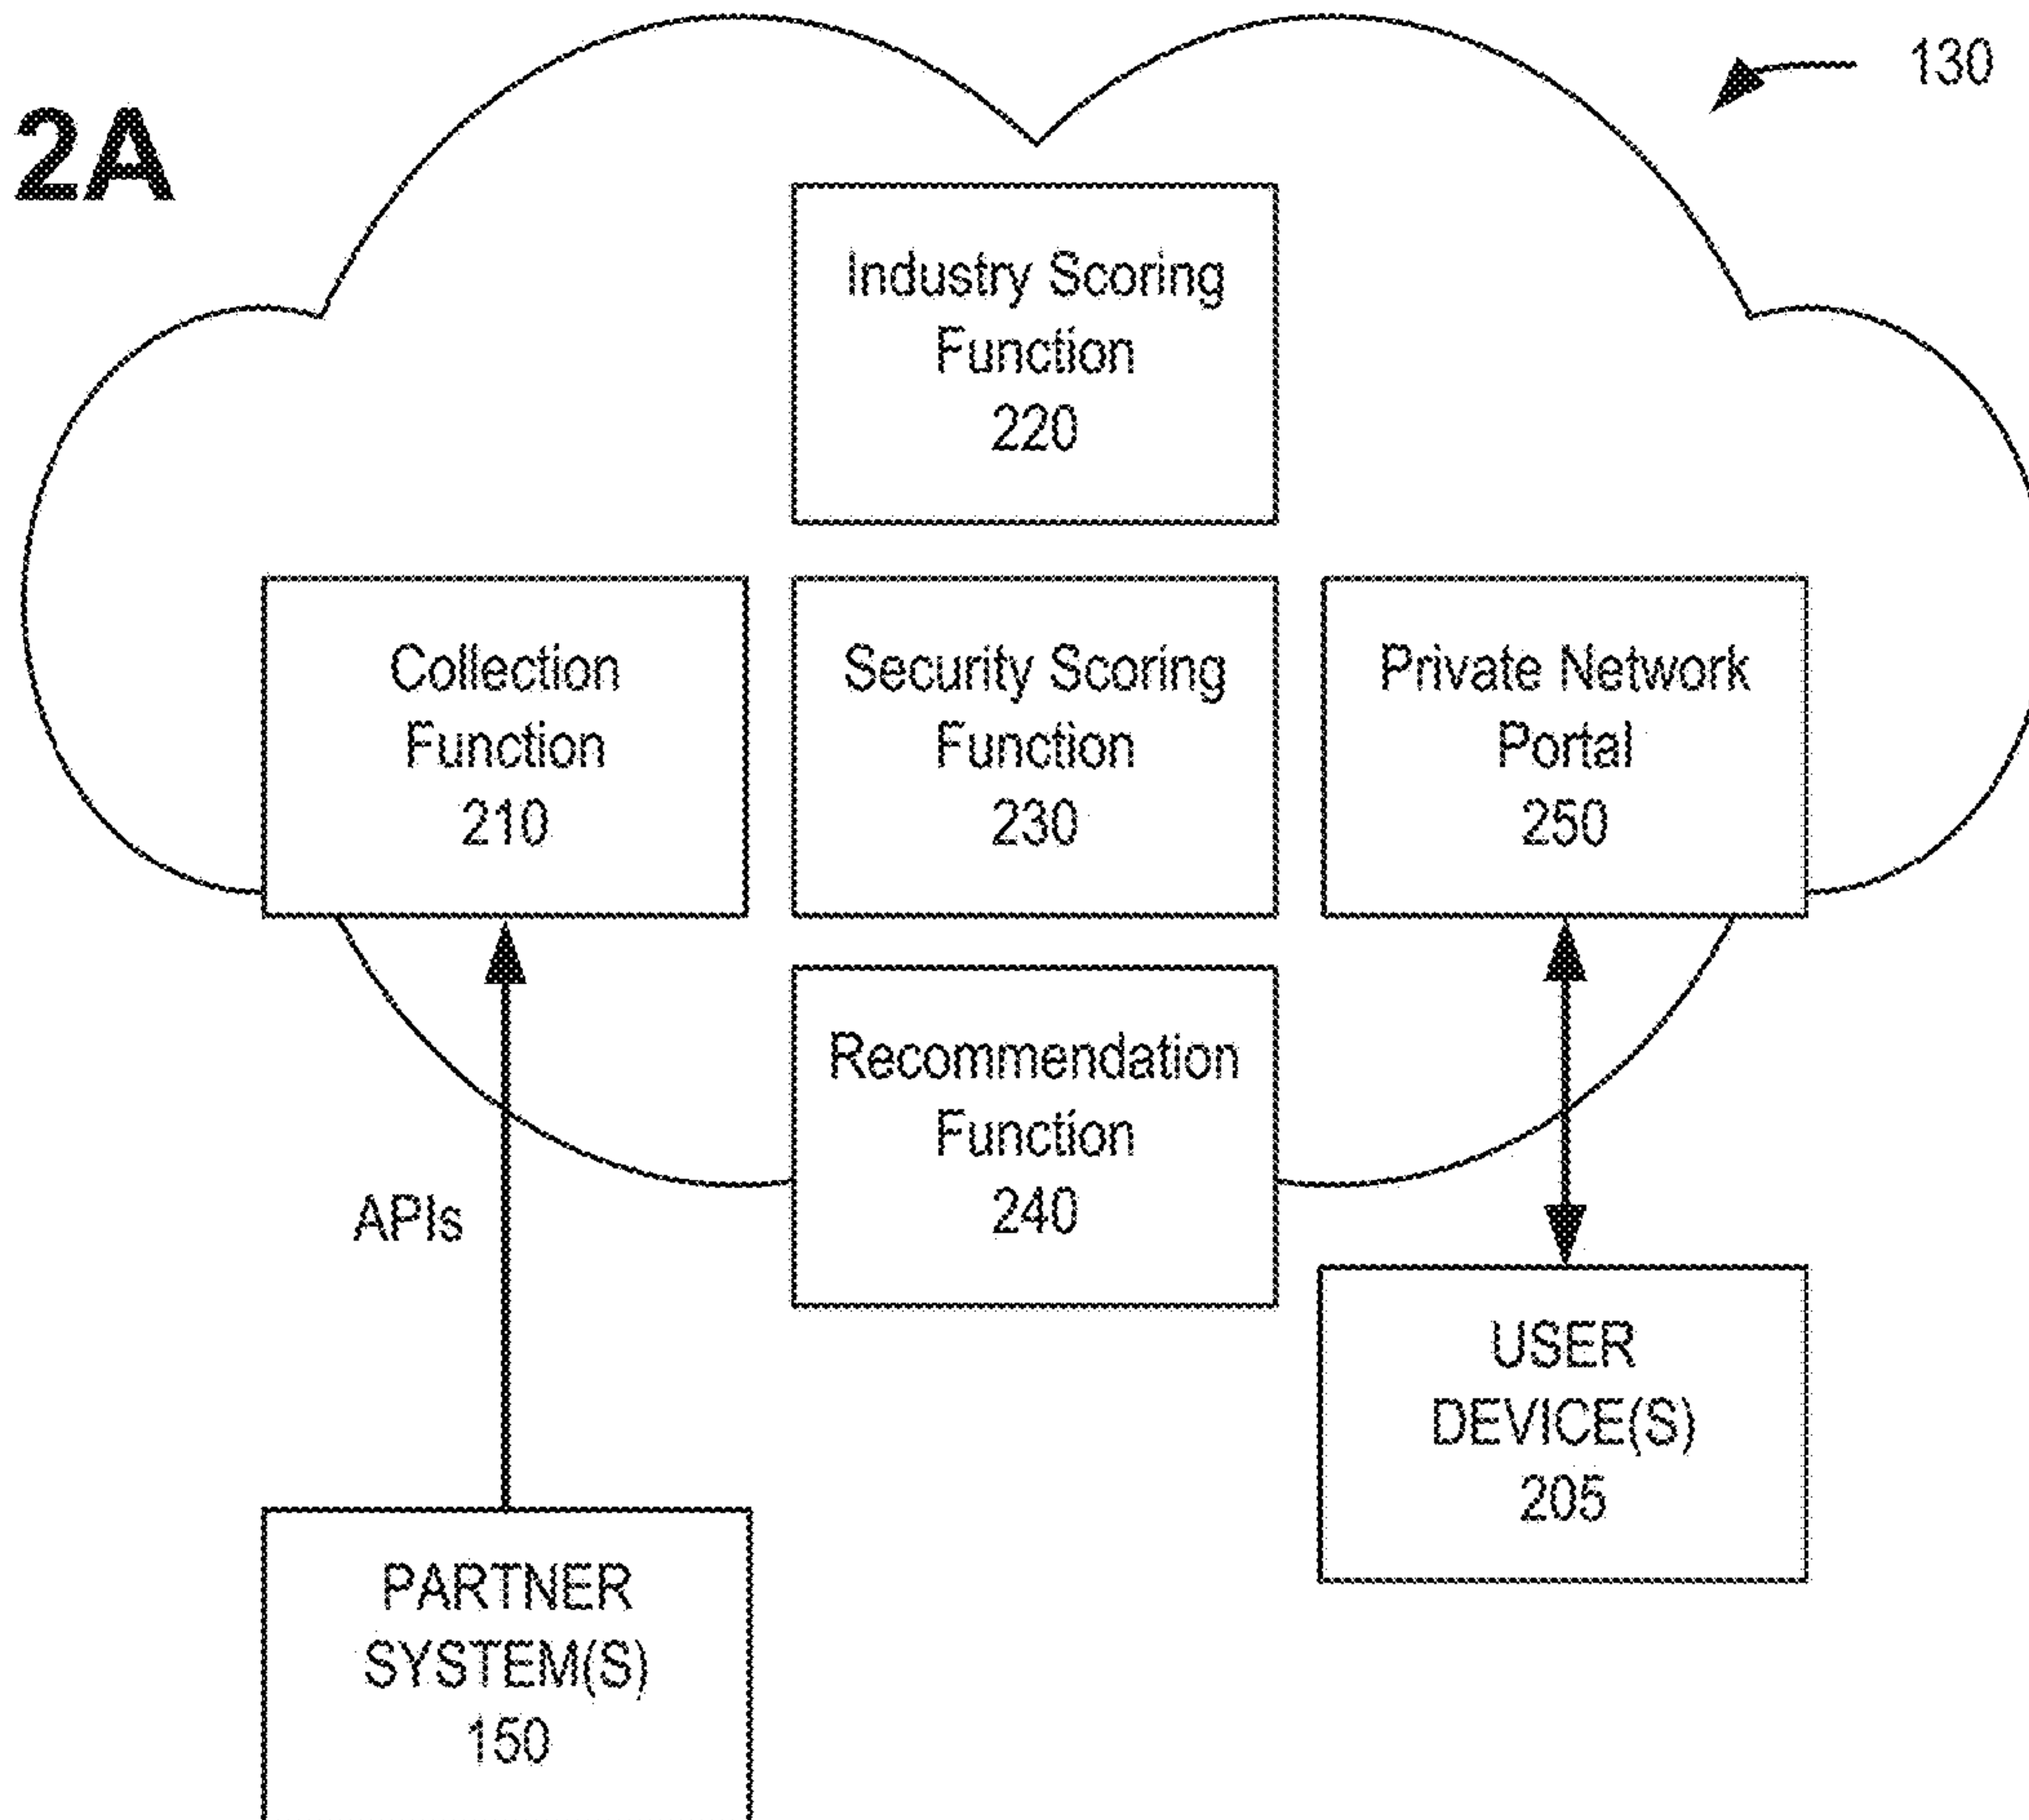 130
2A
Industry Scoring
Function
220
Collection
Function
210
Security Scoring
Function
230
Private Network
Portal
250
Recommendation
Function
240
APIs
USER
DEVICE(S)
205
PARTNER
SYSTEM(S)
150